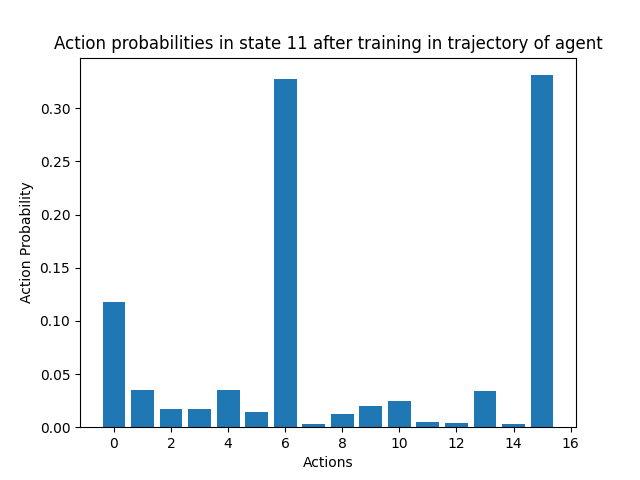 Action probabilities in state 11 after training in trajectory of agent
0.30
0.25
0.20
0.15
0.10
0.05
0.00
Action Probability
0 2 4 6 8 10 12 14 16
Actions